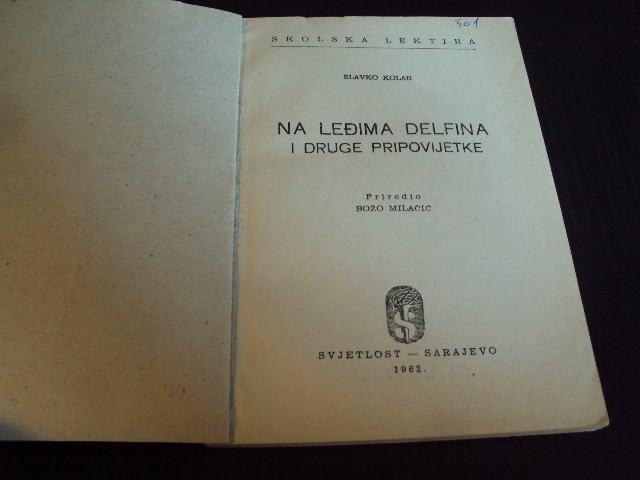 501
ŠKOLSKA LEKTIRA
SLAVKO KOLAR
NA LEĐIMA DELFINA
I DRUGE PRIPOVIJETKE
Priredio
BOŽO MILAČIĆ
SVJETLOST — SARAJEVO
1962.